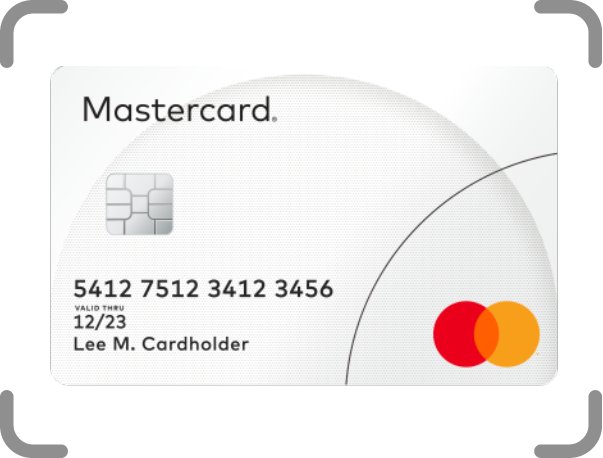 Mastercard.
5412 7512 3412 3456
VALID THRU
12/23
Lee M. Cardholder